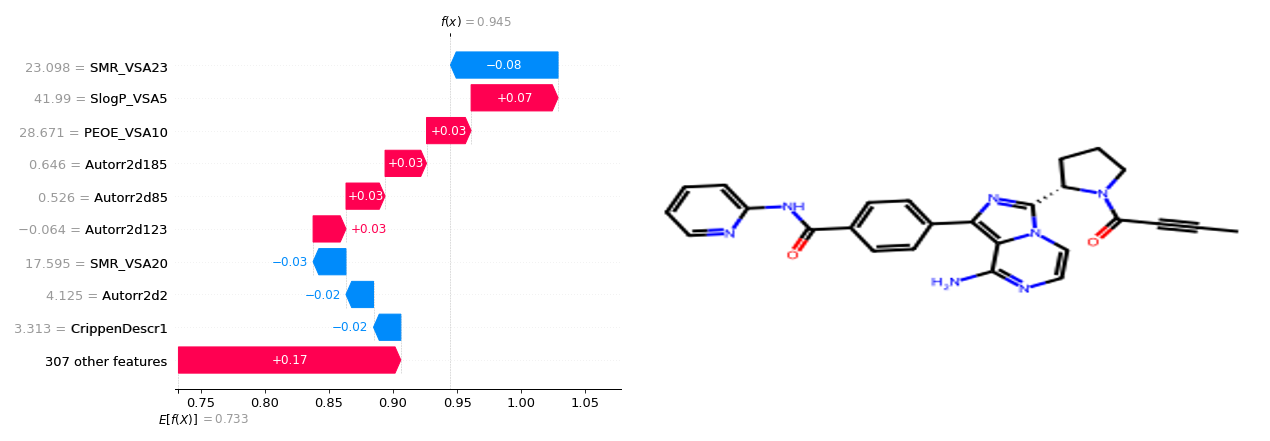 f(x) = 0.945
23.098 = SMR_VSA23
−0.08
41.99 = SlogP_VSA5
+0.07
28.671 = PEOE_VSA10
+0.03
0.646 = Autorr2d185
+0.03
0.526 = Autorr2d85
+0.03
−0.064 = Autorr2d123
+0.03
17.595 = SMR_VSA20
−0.03
4.125 = Autorr2d2
−0.02
3.313 = CrippenDescr1
−0.02
307 other features
+0.17
0.75 0.80 0.85 0.90 0.95 1.00 1.05
E[f(X)] = 0.733
N
NH
O
N
N
H₂N
N
N
O